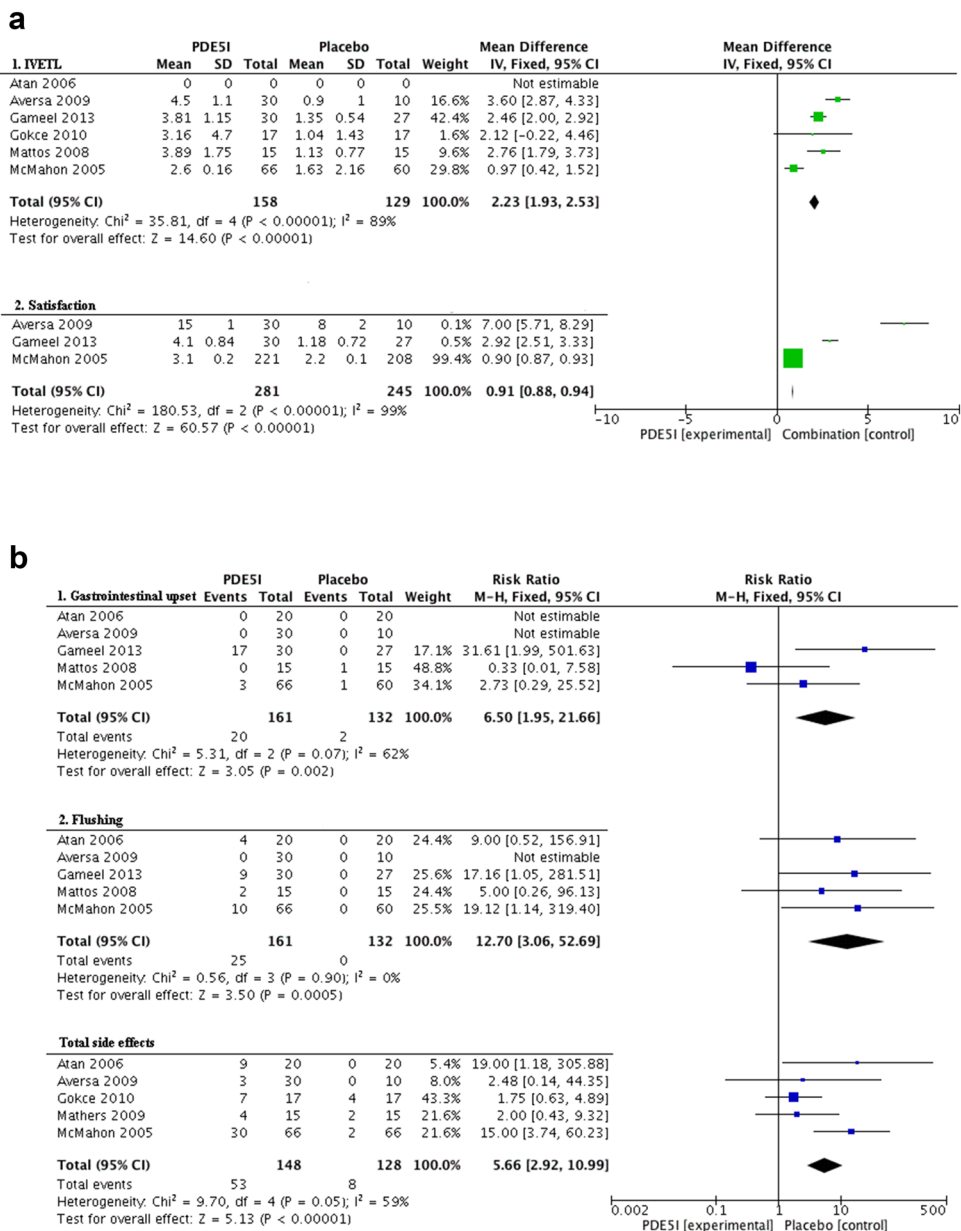 a
PDE5I Placebo Mean Difference Mean Difference
1. IVETL Mean SD Total Mean SD Total Weight IV, Fixed, 95% CI IV, Fixed, 95% CI
Atan 2006 0 0 0 0 0 0 Not estimable
Aversa 2009 4.5 1.1 30 0.9 1 10 16.6% 3.60 [2.87, 4.33]
Gameel 2013 3.81 1.15 30 1.35 0.54 27 42.4% 2.46 [2.00, 2.92]
Gokce 2010 3.16 4.7 17 1.04 1.43 17 1.6% 2.12 [-0.22, 4.46]
Mattos 2008 3.89 1.75 15 1.13 0.77 15 9.6% 2.76 [1.79, 3.73]
McMahon 2005 2.6 0.16 66 1.63 2.16 60 29.8% 0.97 [0.42, 1.52]
Total (95% CI) 158 129 100.0% 2.23 [1.93, 2.53]
Heterogeneity: Chi² = 35.81, df = 4 (P < 0.00001); I² = 89%
Test for overall effect: Z = 14.60 (P < 0.00001)
2. Satisfaction
Aversa 2009 15 1 30 8 2 10 0.1% 7.00 [5.71, 8.29]
Gameel 2013 4.1 0.84 30 1.18 0.72 27 0.5% 2.92 [2.51, 3.33]
McMahon 2005 3.1 0.2 221 2.2 0.1 208 99.4% 0.90 [0.87, 0.93]
Total (95% CI) 281 245 100.0% 0.91 [0.88, 0.94]
Heterogeneity: Chi² = 180.53, df = 2 (P < 0.00001); I² = 99%
Test for overall effect: Z = 60.57 (P < 0.00001)
-10 -5 0 5 10
PDE5I [experimental] Combination [control]
b
PDE5I Placebo Risk Ratio Risk Ratio
1. Gastrointestinal upset Events Total Events Total Weight M-H, Fixed, 95% CI M-H, Fixed, 95% CI
Atan 2006 0 20 0 20 Not estimable
Aversa 2009 0 30 0 10 Not estimable
Gameel 2013 17 30 0 27 17.1% 31.61 [1.99, 501.63]
Mattos 2008 0 15 1 15 48.8% 0.33 [0.01, 7.58]
McMahon 2005 3 66 1 60 34.1% 2.73 [0.29, 25.52]
Total (95% CI) 161 132 100.0% 6.50 [1.95, 21.66]
Total events 20 2
Heterogeneity: Chi² = 5.31, df = 2 (P = 0.07); I² = 62%
Test for overall effect: Z = 3.05 (P = 0.002)
2. Flushing
Atan 2006 4 20 0 20 24.4% 9.00 [0.52, 156.91]
Aversa 2009 0 30 0 10 Not estimable
Gameel 2013 9 30 0 27 25.6% 17.16 [1.05, 281.51]
Mattos 2008 2 15 0 15 24.4% 5.00 [0.26, 96.13]
McMahon 2005 10 66 0 60 25.5% 19.12 [1.14, 319.40]
Total (95% CI) 161 132 100.0% 12.70 [3.06, 52.69]
Total events 25 0
Heterogeneity: Chi² = 0.56, df = 3 (P = 0.90); I² = 0%
Test for overall effect: Z = 3.50 (P = 0.0005)
Total side effects
Atan 2006 9 20 0 20 5.4% 19.00 [1.18, 305.88]
Aversa 2009 3 30 0 10 8.0% 2.48 [0.14, 44.35]
Gokce 2010 7 17 4 17 43.3% 1.75 [0.63, 4.89]
Mathers 2009 4 15 2 15 21.6% 2.00 [0.43, 9.32]
McMahon 2005 30 66 2 66 21.6% 15.00 [3.74, 60.23]
Total (95% CI) 148 128 100.0% 5.66 [2.92, 10.99]
Total events 53 8
Heterogeneity: Chi² = 9.70, df = 4 (P = 0.05); I² = 59%
Test for overall effect: Z = 5.13 (P < 0.00001)
0.002 0.1 1 10 500
PDE5I [experimental] Placebo [control]